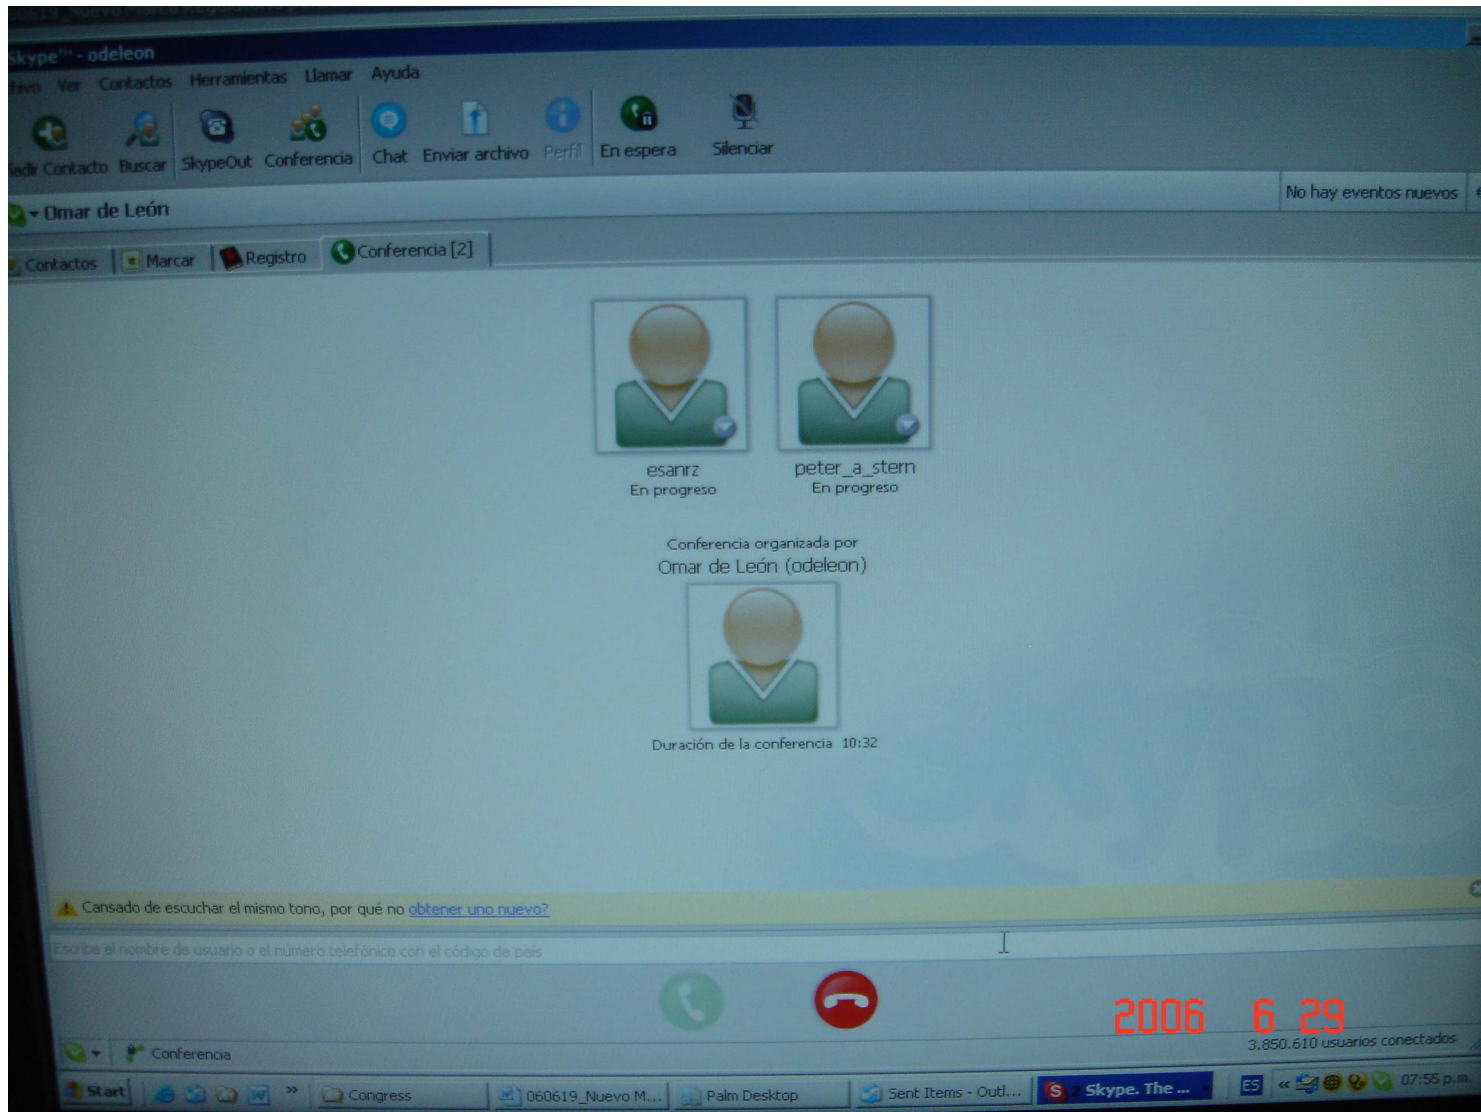 Skype™ - odeleon
Ver Contactos Herramientas Llamar Ayuda
Contacto Buscar SkypeOut Conferencia Chat Enviar archivo Perfil En espera Silenciar
No hay eventos nuevos
Omar de León
Contactos Marcar Registro Conferencia [2]
esanrz peter_a_stern
En progreso En progreso
Conferencia organizada por
Omar de León (odeleon)
Duración de la conferencia 10:32
Cansado de escuchar el mismo tono, por qué no obtener uno nuevo?
Escribe el nombre de usuario o el número telefónico con el código de país
2006 6 29
3.850.610 usuarios conectados
Conferencia
Start » Congress 060619_Nuevo M... Palm Desktop Sent Items - Outl... 2 Skype. The ... ES « 07:55 p.m.